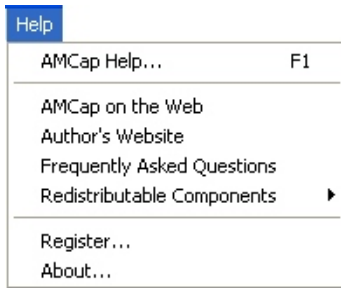 Help
AMCap Help... F1
AMCap on the Web
Author's Website
Frequently Asked Questions
Redistributable Components
Register...
About...